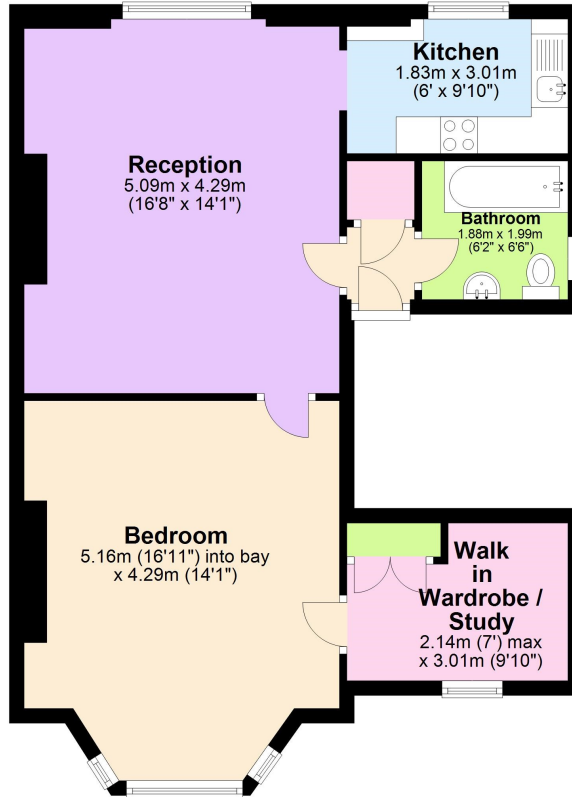 Kitchen
1.83m x 3.01m
(6' x 9'10")
Reception
5.09m x 4.29m
(16'8" x 14'1")
Bathroom
1.88m x 1.99m
(6'2" x 6'6")
Bedroom
5.16m (16'11") into bay
x 4.29m (14'1")
Walk
in
Wardrobe /
Study
2.14m (7') max
x 3.01m (9'10")